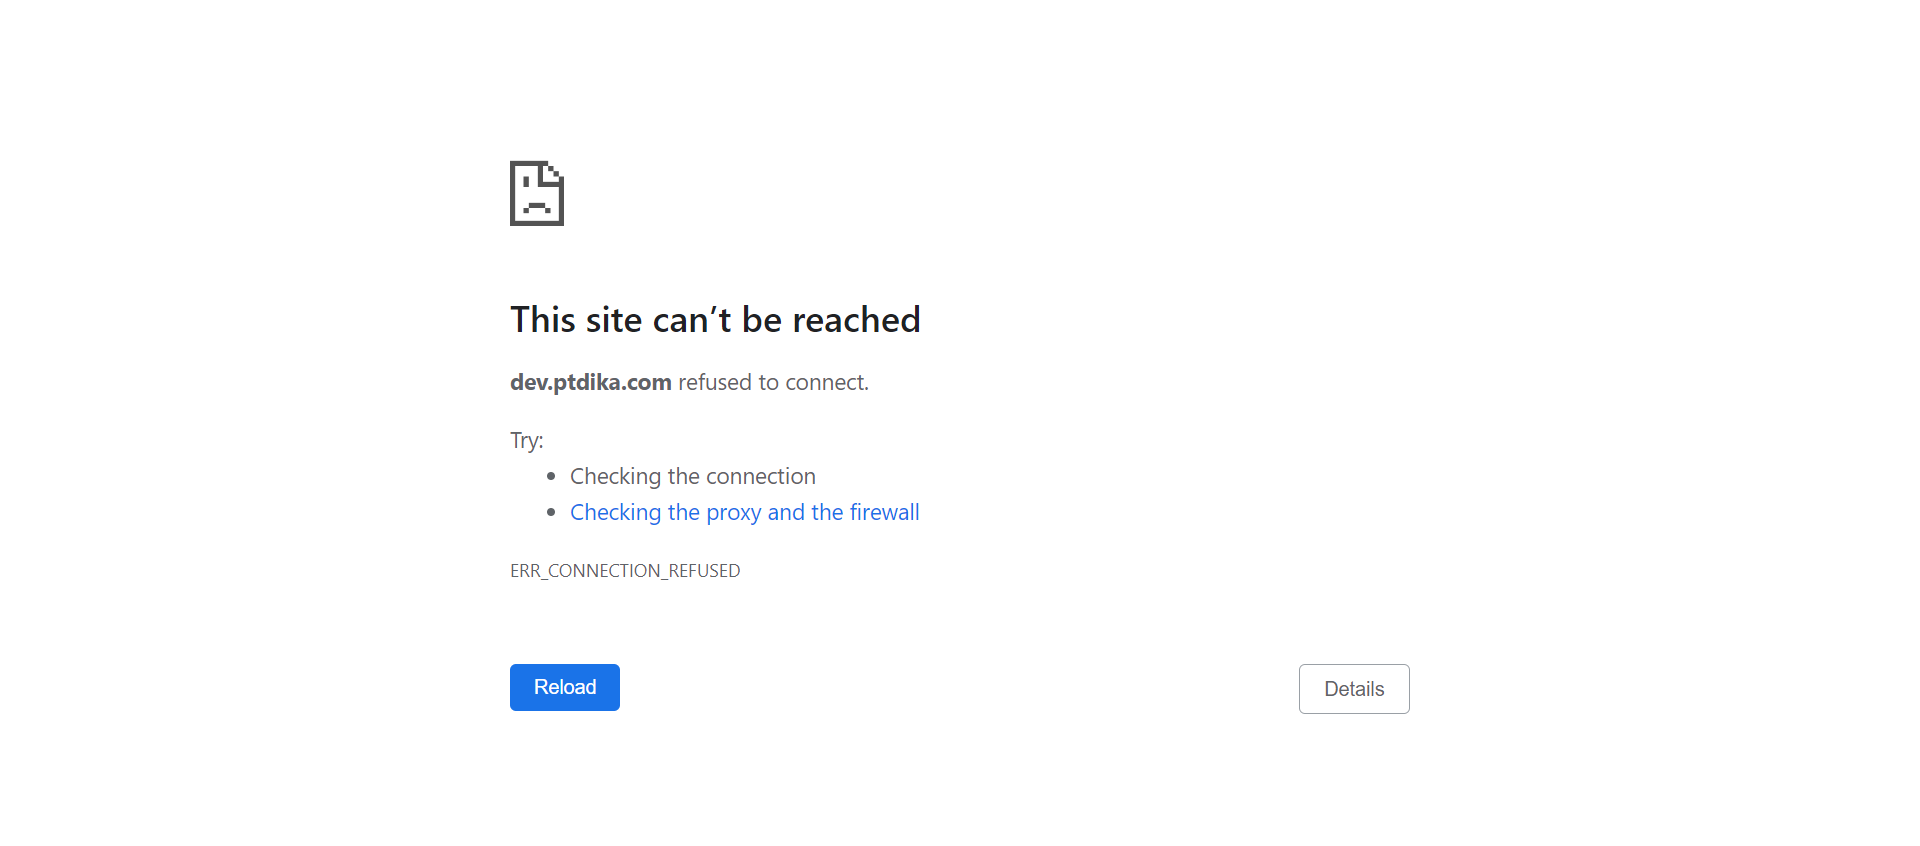 This site can’t be reached
dev.ptdika.com refused to connect.
Try:
Checking the connection
Checking the proxy and the firewall
ERR_CONNECTION_REFUSED
Reload
Details